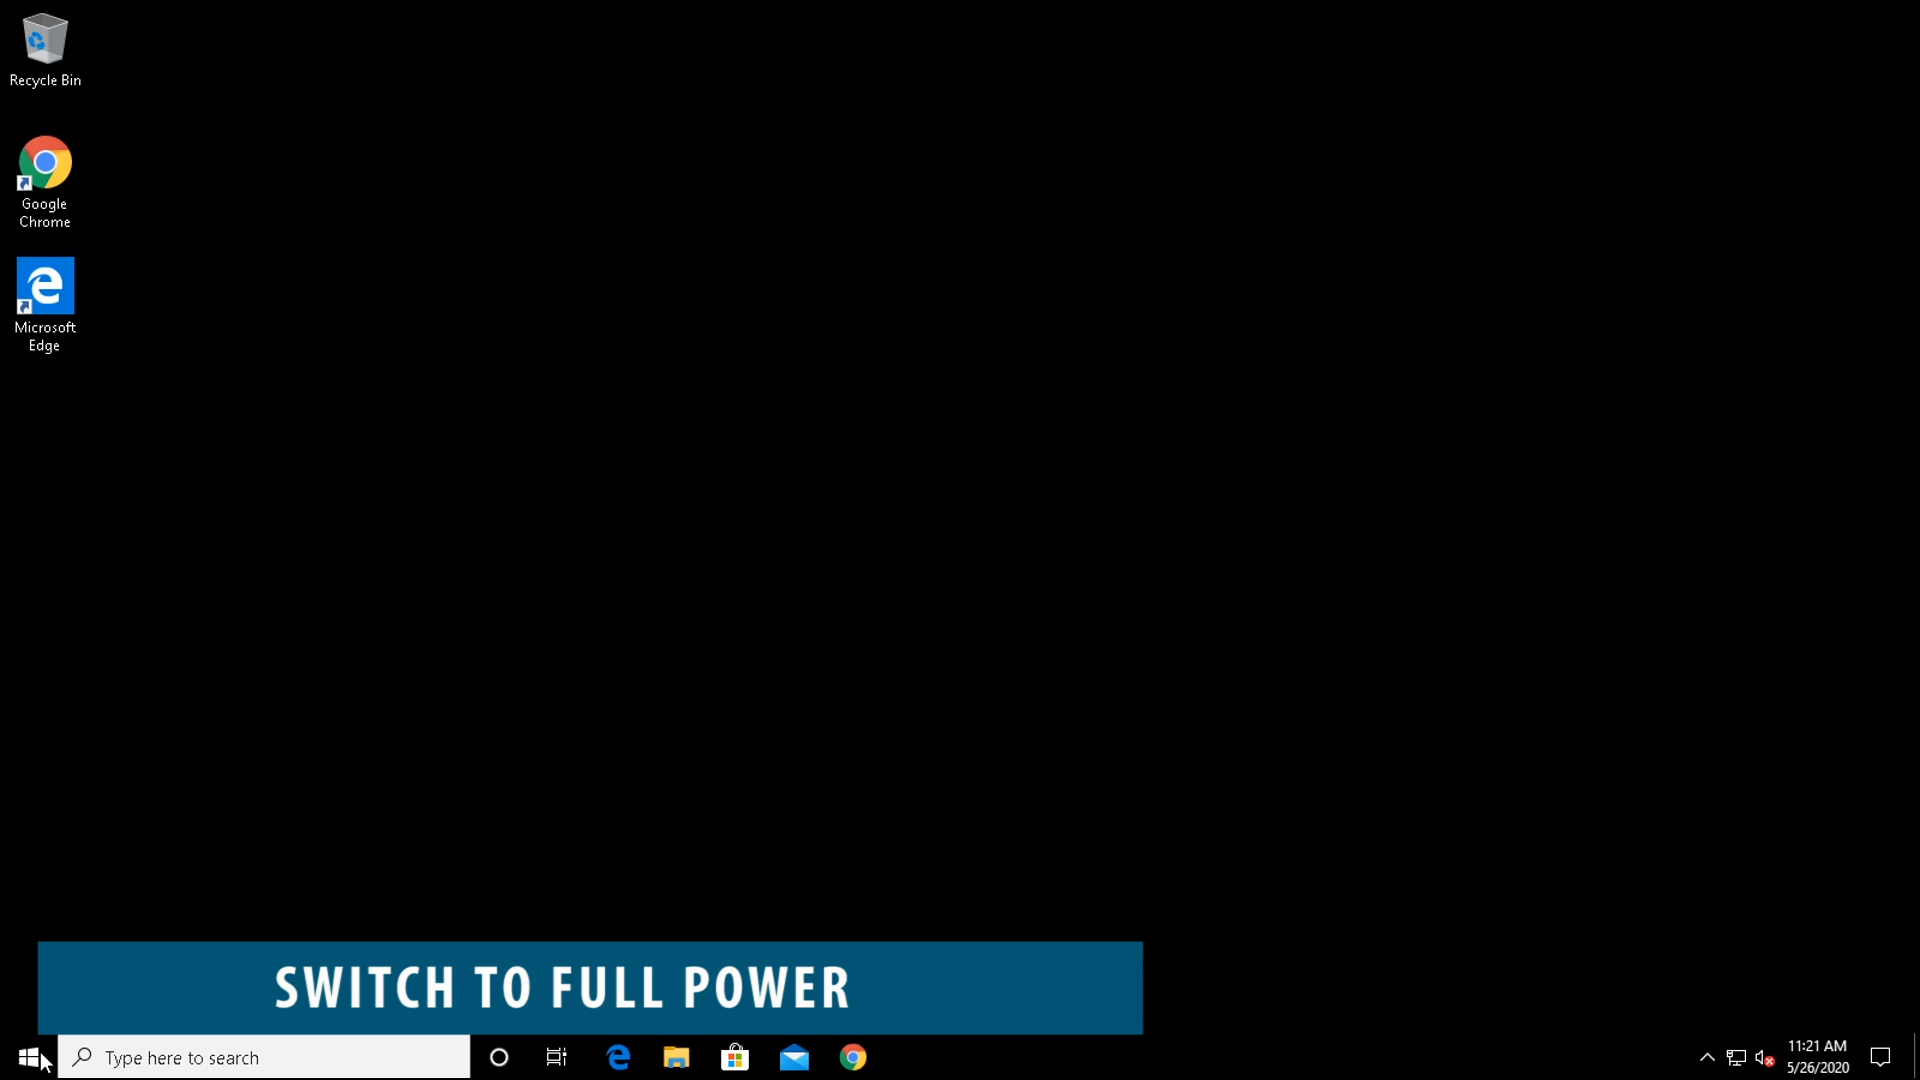 Recycle Bin
Google
Chrome
Microsoft
Edge
SWITCH TO FULL POWER
Type here to search
11:21 AM
5/26/2020